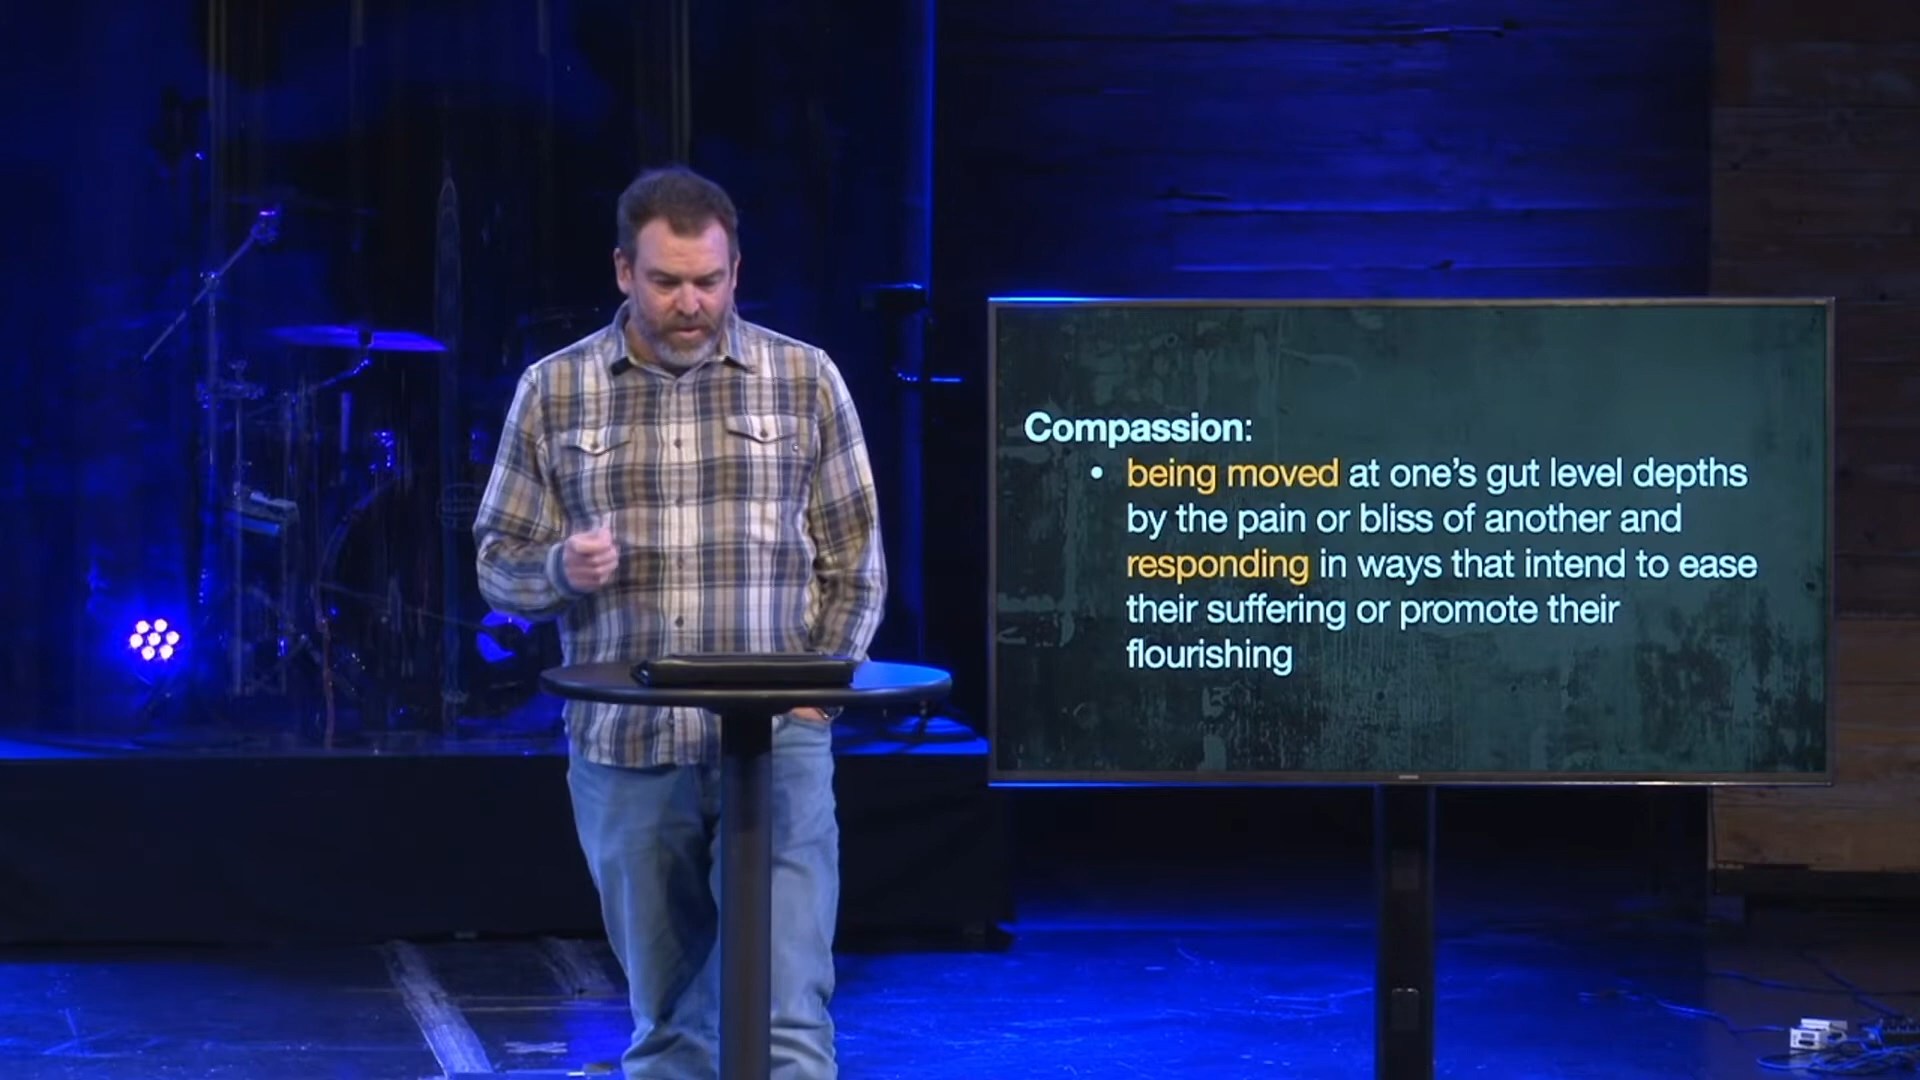 Compassion:
• being moved at one's gut level depths
by the pain or bliss of another and
responding in ways that intend to ease
their suffering or promote their
flourishing